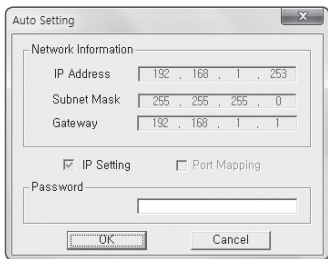 Auto Setting
Network Information
IP Address 192 . 168 . 1 . 253
Subnet Mask 255 . 255 . 255 . 0
Gateway 192 . 168 . 1 . 1
IP Setting Port Mapping
Password
OK Cancel